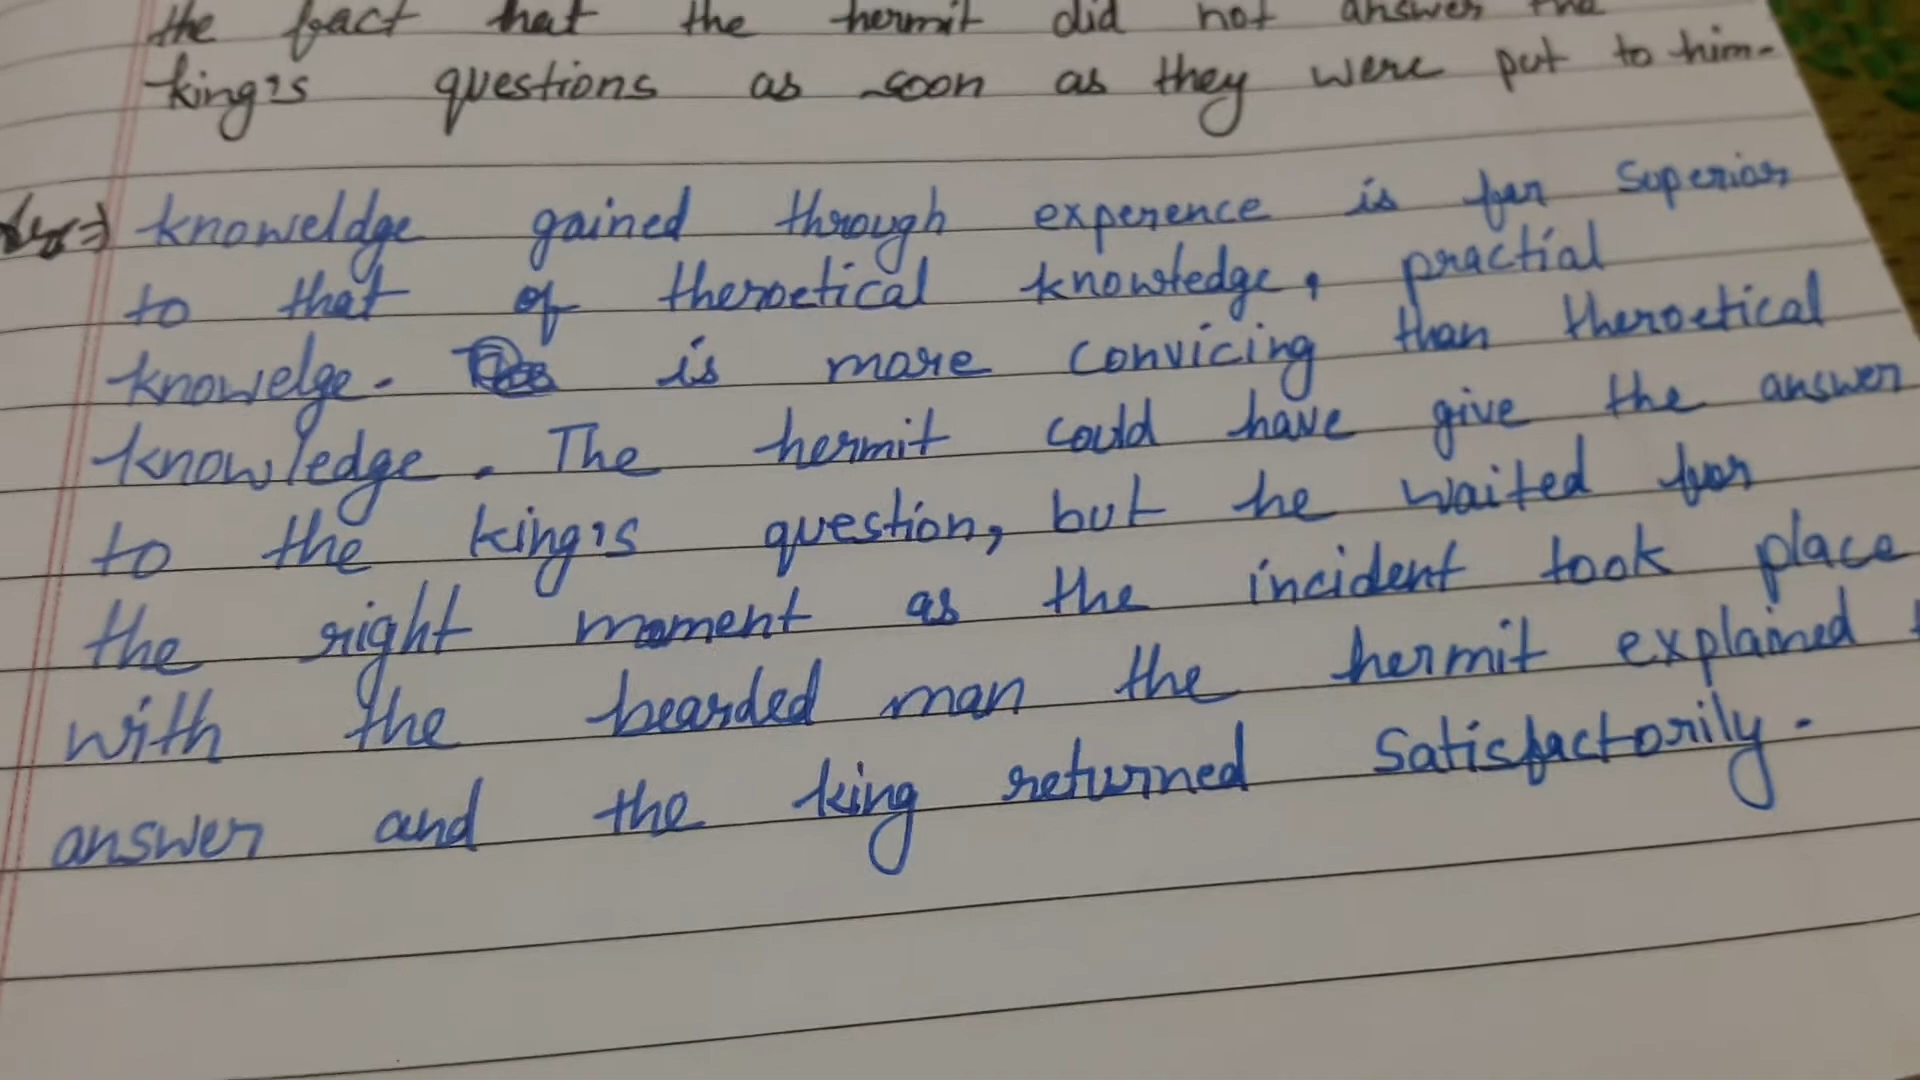 the fact that the hermit did not answer the
king's questions as soon as they were put to him.
Ans⇒ knoweldge gained through experence is far superior
to that of theroetical knowledge, practial
knowelge. is more convicing than theroetical
knowledge. The hermit could have give the answer
to the king's question, but he waited for
the right moment as the incident took place
with the bearded man the hermit explained
answer and the king returned satisfactorily.